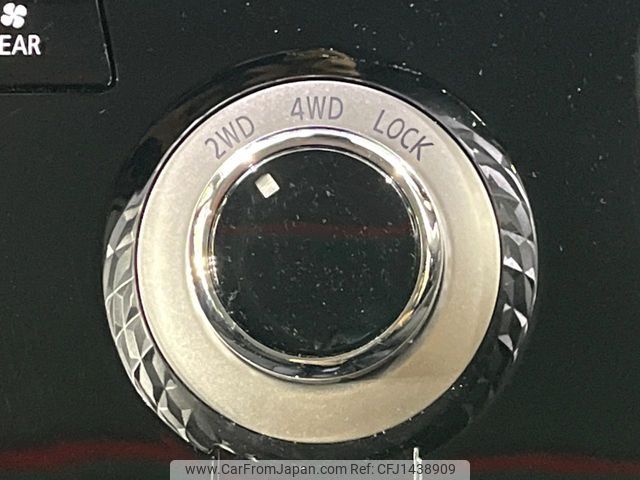 EAR
2WD 4WD LOCK
www.CarFromJapan.com Ref: CFJ1438909